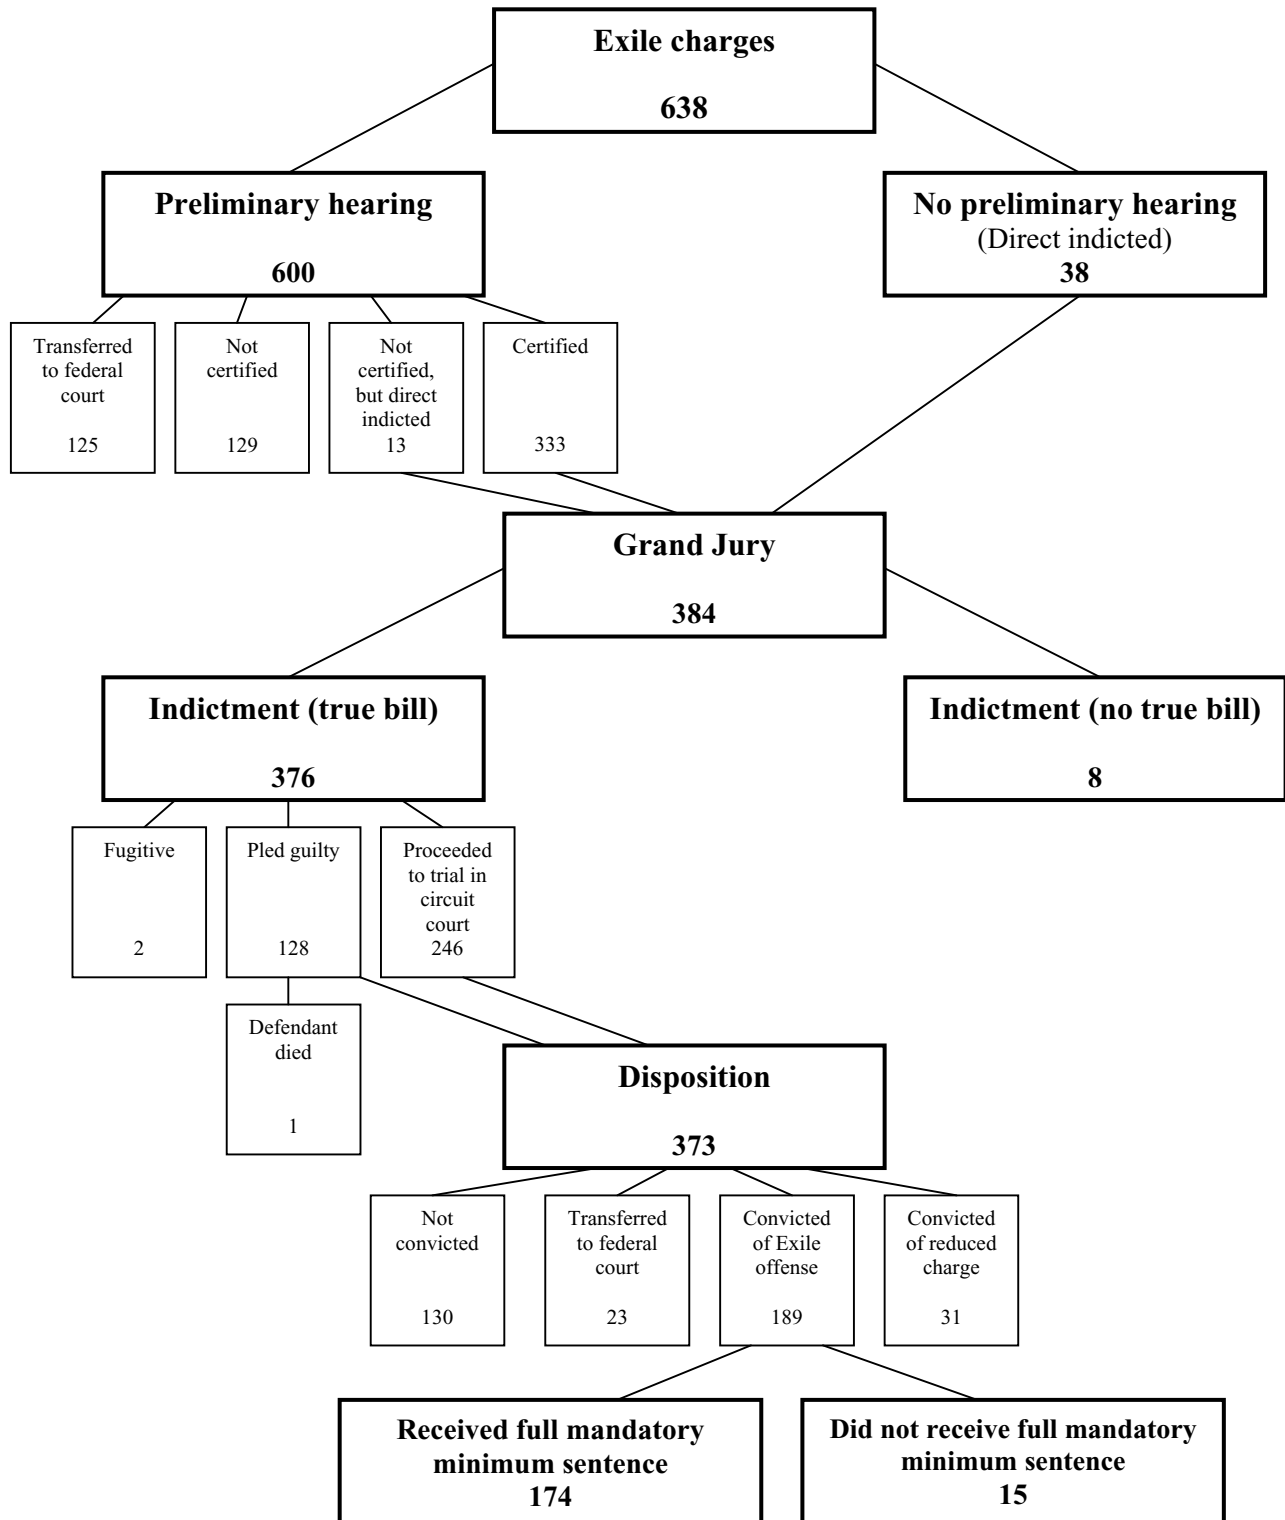 Exile charges
638
Preliminary hearing
600
No preliminary hearing
(Direct indicted)
38
Transferred
to federal
court
125
Not
certified
129
Not
certified,
but direct
indicted
13
Certified
333
Grand Jury
384
Indictment (true bill)
376
Indictment (no true bill)
8
Fugitive
2
Pled guilty
128
Proceeded
to trial in
circuit
court
246
Defendant
died
1
Disposition
373
Not
convicted
130
Transferred
to federal
court
23
Convicted
of Exile
offense
189
Convicted
of reduced
charge
31
Received full mandatory
minimum sentence
174
Did not receive full mandatory
minimum sentence
15